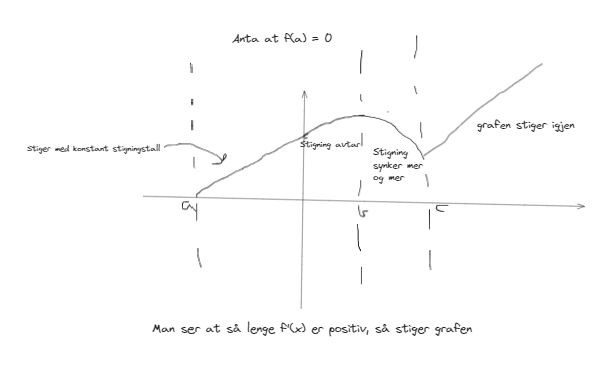 Anta at f(a) = 0
grafen stiger igjen
Stiger med konstant stigningstall
Stigning avtar
Stigning
synker mer
og mer
a
b
c
Man ser at så lenge f'(x) er positiv, så stiger grafen